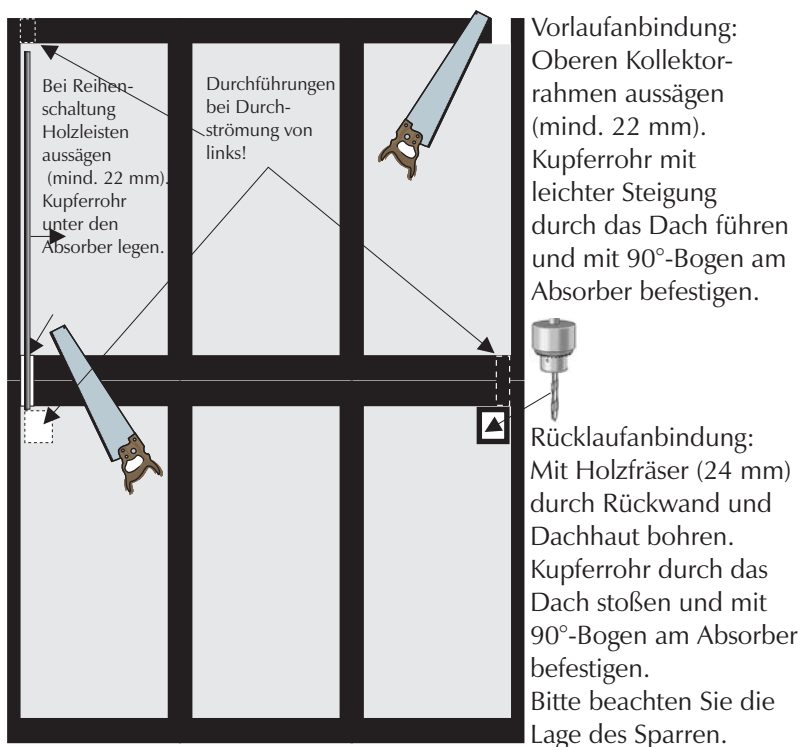 Bei Reihen-
schaltung
Holzleisten
aussägen
(mind. 22 mm).
Kupferrohr
unter den
Absorber legen.
Durchführungen
bei Durch-
strömung von
links!
Vorlaufanbindung:
Oberen Kollektor-
rahmen aussägen
(mind. 22 mm).
Kupferrohr mit
leichter Steigung
durch das Dach führen
und mit 90°-Bogen am
Absorber befestigen.
Rücklaufanbindung:
Mit Holzfräser (24 mm)
durch Rückwand und
Dachhaut bohren.
Kupferrohr durch das
Dach stoßen und mit
90°-Bogen am Absorber
befestigen.
Bitte beachten Sie die
Lage des Sparren.